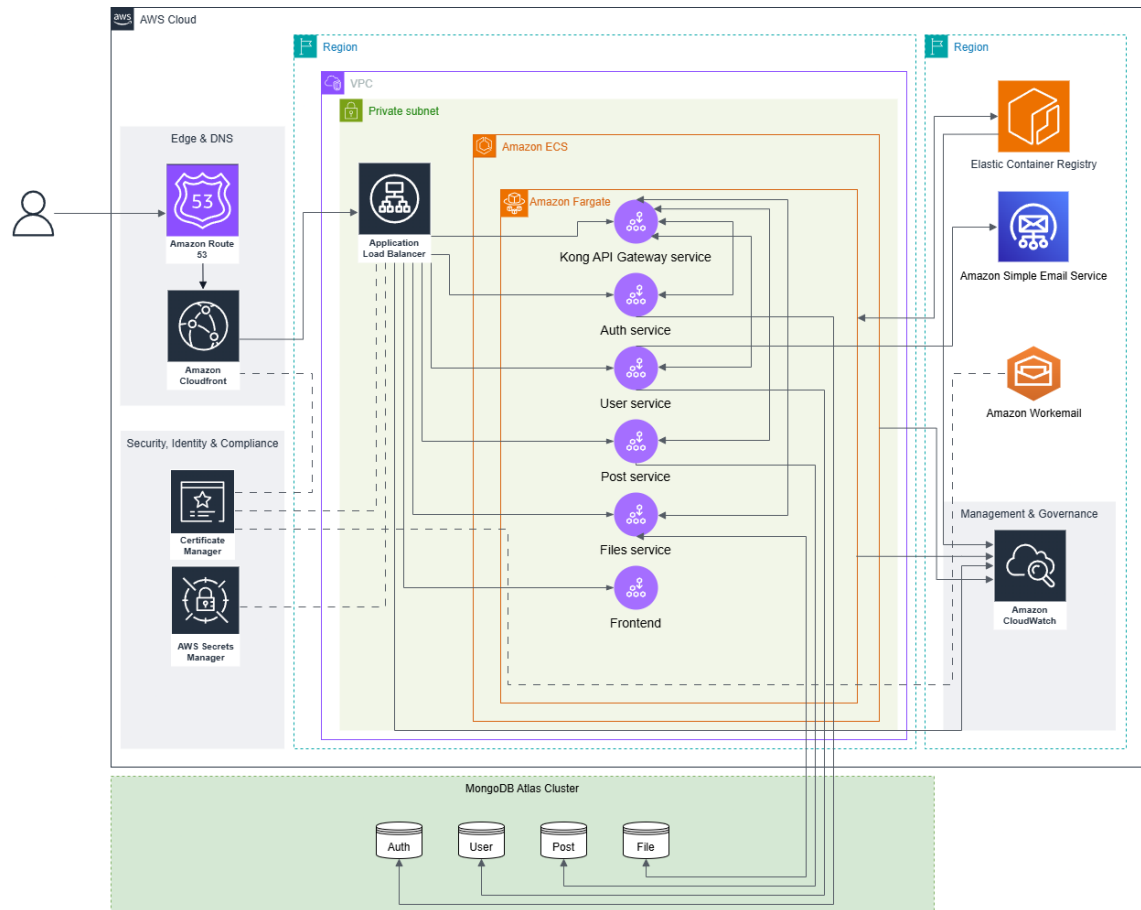 aws
AWS Cloud
Region
Region
VPC
Private subnet
Edge & DNS
Amazon ECS
Elastic Container Registry
53
Amazon Fargate
Amazon Route
53
Application
Load Balancer
Kong API Gateway service
Amazon Simple Email Service
Auth service
Amazon
Cloudfront
User service
Amazon Workemail
Security, Identity & Compliance
Post service
Management & Governance
Certificate
Manager
Files service
Amazon
CloudWatch
Frontend
AWS Secrets
Manager
MongoDB Atlas Cluster
Auth
User
Post
File